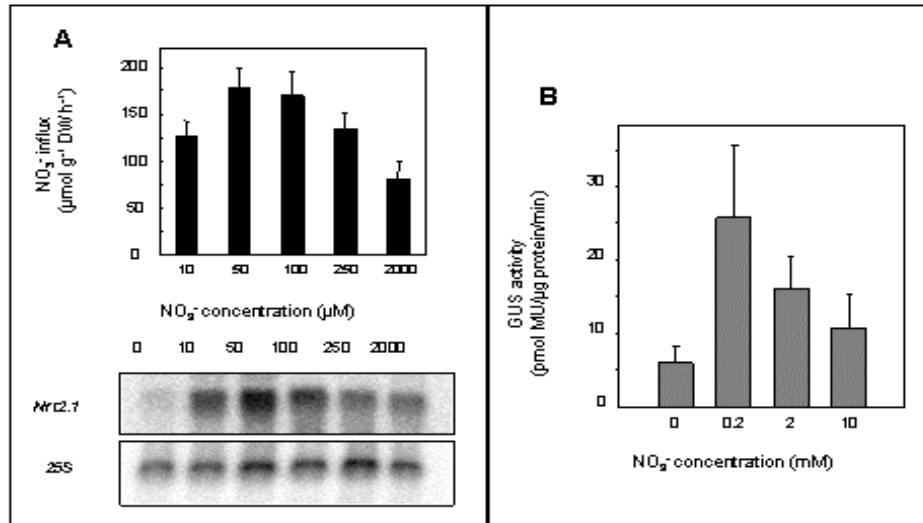 A
200
150
100
50
0
NO₃⁻ influx
(μmol g⁻¹ DW h⁻¹)
10 50 100 250 2000
NO₃⁻ concentration (μM)
0 10 50 100 250 2000
Nrt2.1
25S
B
30
20
10
0
GUS activity
(pmol MU/μg protein/min)
0 0.2 2 10
NO₃⁻ concentration (mM)